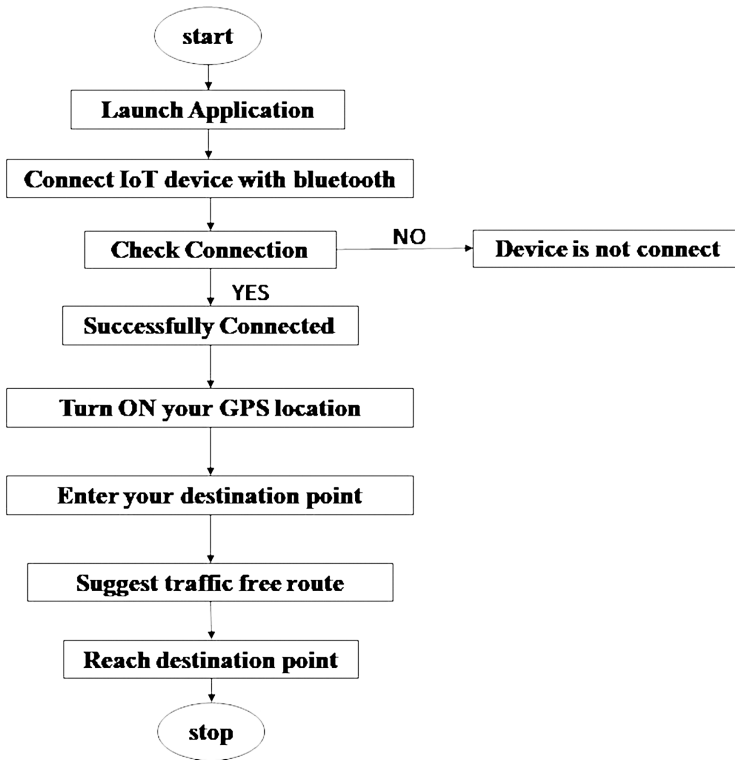 start
Launch Application
Connect IoT device with bluetooth
Check Connection
NO
Device is not connect
YES
Successfully Connected
Turn ON your GPS location
Enter your destination point
Suggest traffic free route
Reach destination point
stop